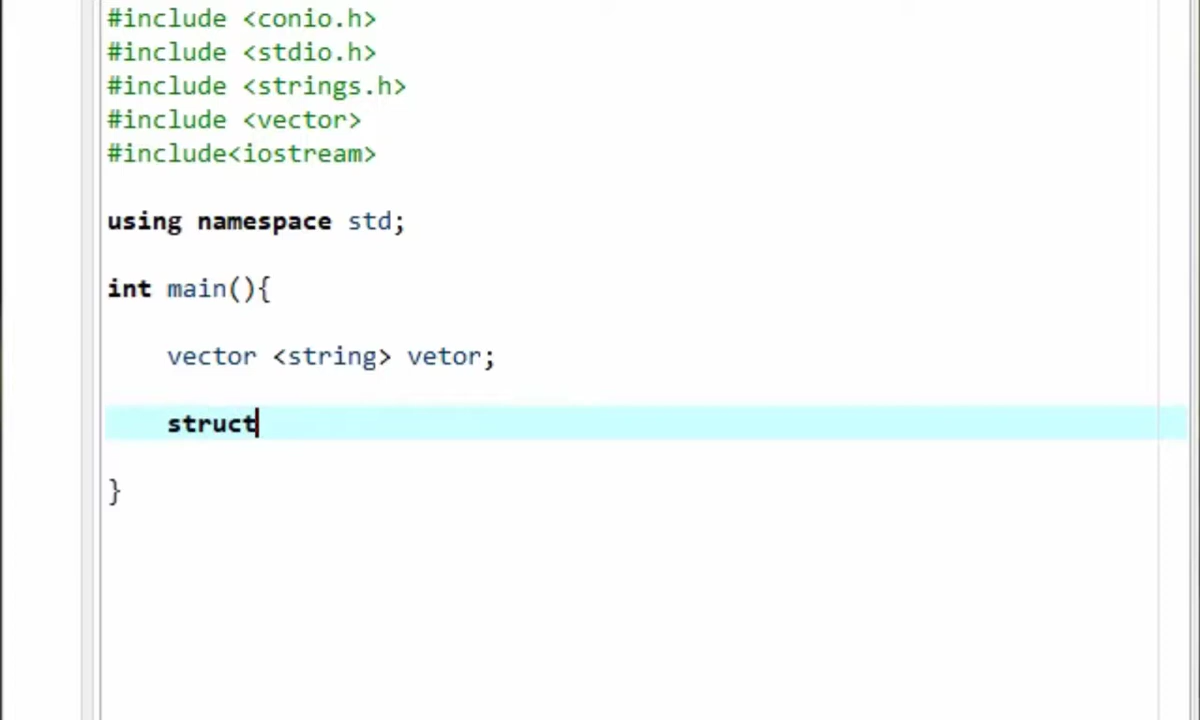 #include <conio.h>
#include <stdio.h>
#include <strings.h>
#include <vector>
#include<iostream>
using namespace std;
int main(){
vector <string> vetor;
struct
}